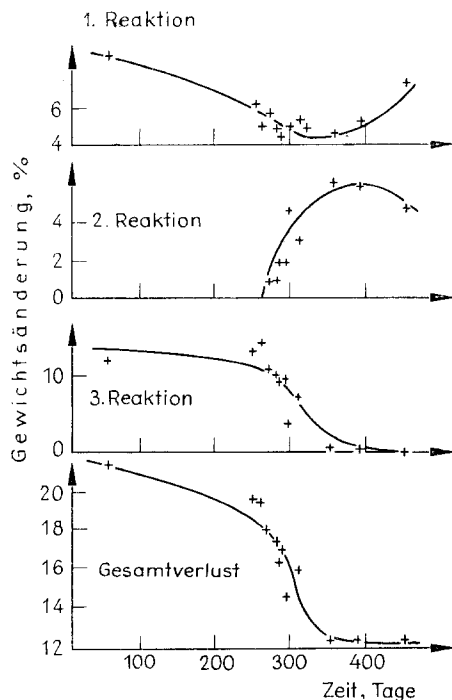 1. Reaktion
8
6
4
2. Reaktion
4
2
0
10
3. Reaktion
0
20
18
16
Gesamtverlust
14
12
100
200
300
400
Zeit, Tage
Gewichtsänderung, %